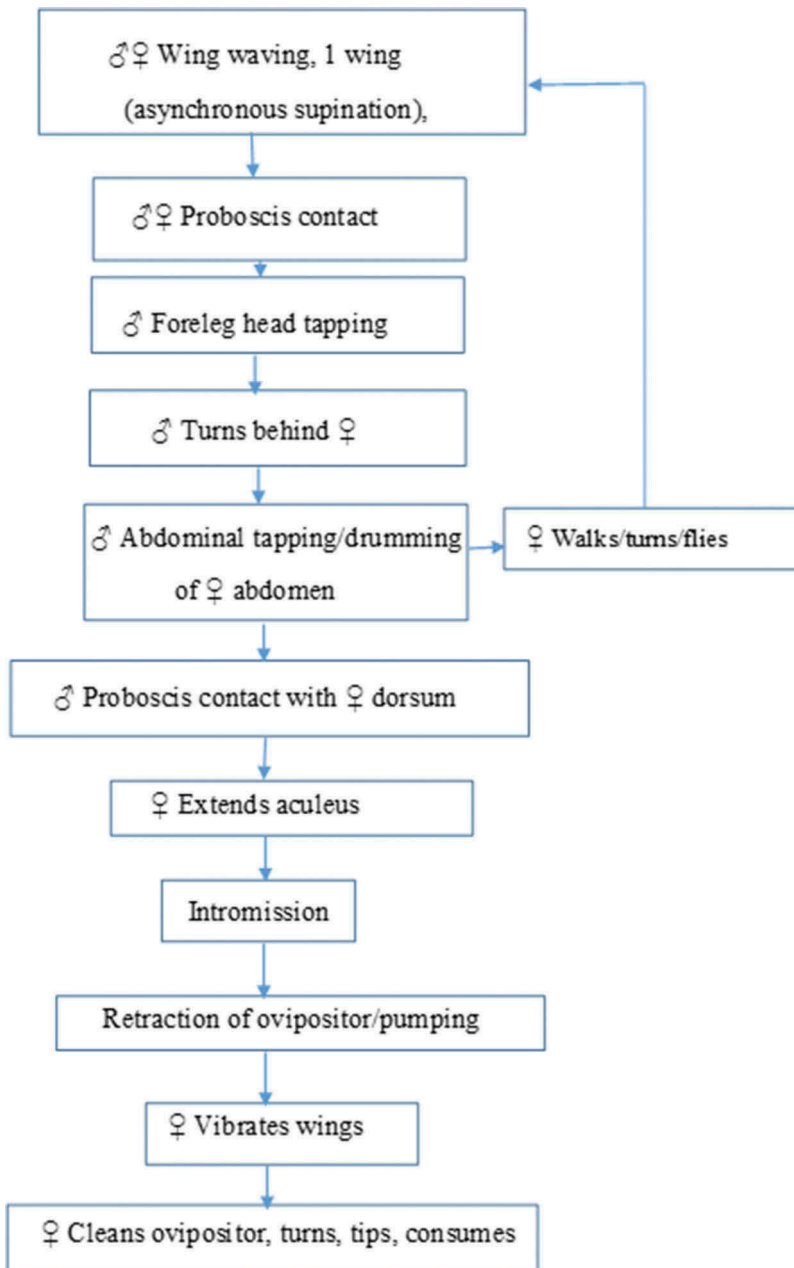 ♂♀ Wing waving, 1 wing
(asynchronous supination),
♂♀ Proboscis contact
♂ Foreleg head tapping
♂ Turns behind ♀
♂ Abdominal tapping/drumming
of ♀ abdomen
♀ Walks/turns/flies
♂ Proboscis contact with ♀ dorsum
♀ Extends aculeus
Intromission
Retraction of ovipositor/pumping
♀ Vibrates wings
♀ Cleans ovipositor, turns, tips, consumes